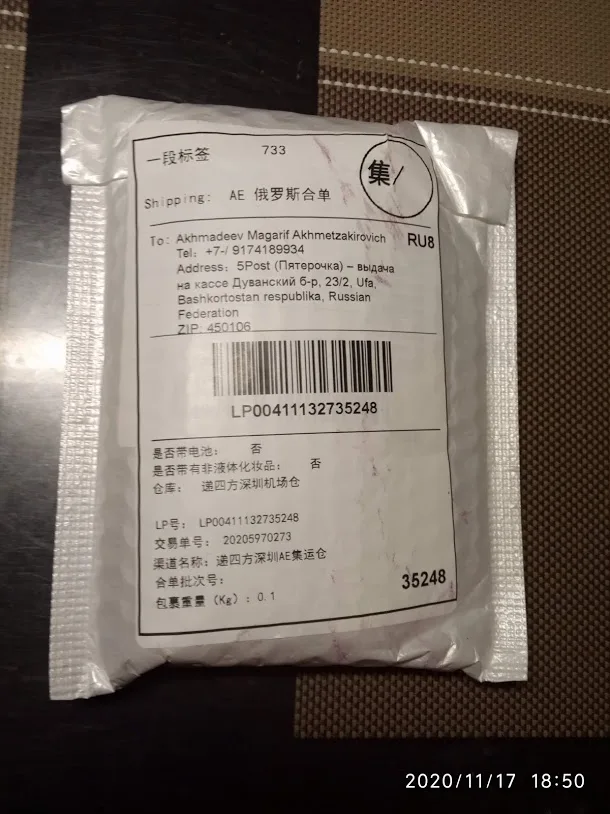 一段标签 733
集/
Shipping: AE 俄罗斯合单
To: Akhmadeev Magarif Akhmetzakirovich RU8
Tel: +7-/ 9174189934
Address: 5Post (Пятерочка) – выдача
на кассе Дуванский б-р, 23/2, Ufa,
Bashkortostan respublika, Russian
Federation
ZIP: 450106
LP00411132735248
是否带电池: 否
是否带有非液体化妆品: 否
仓库: 递四方深圳机场仓
LP号: LP00411132735248
交易单号: 20205970273
渠道名称: 递四方深圳AE集运仓
合单批次号:
35248
包裹重量 (Kg) : 0.1
2020/11/17 18:50